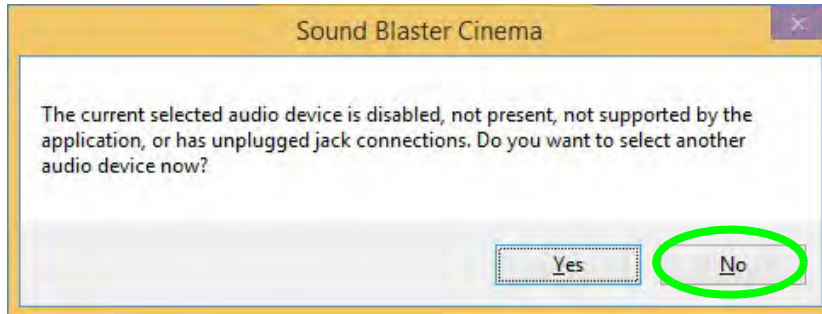 Sound Blaster Cinema
The current selected audio device is disabled, not present, not supported by the
application, or has unplugged jack connections. Do you want to select another
audio device now?
Yes
No